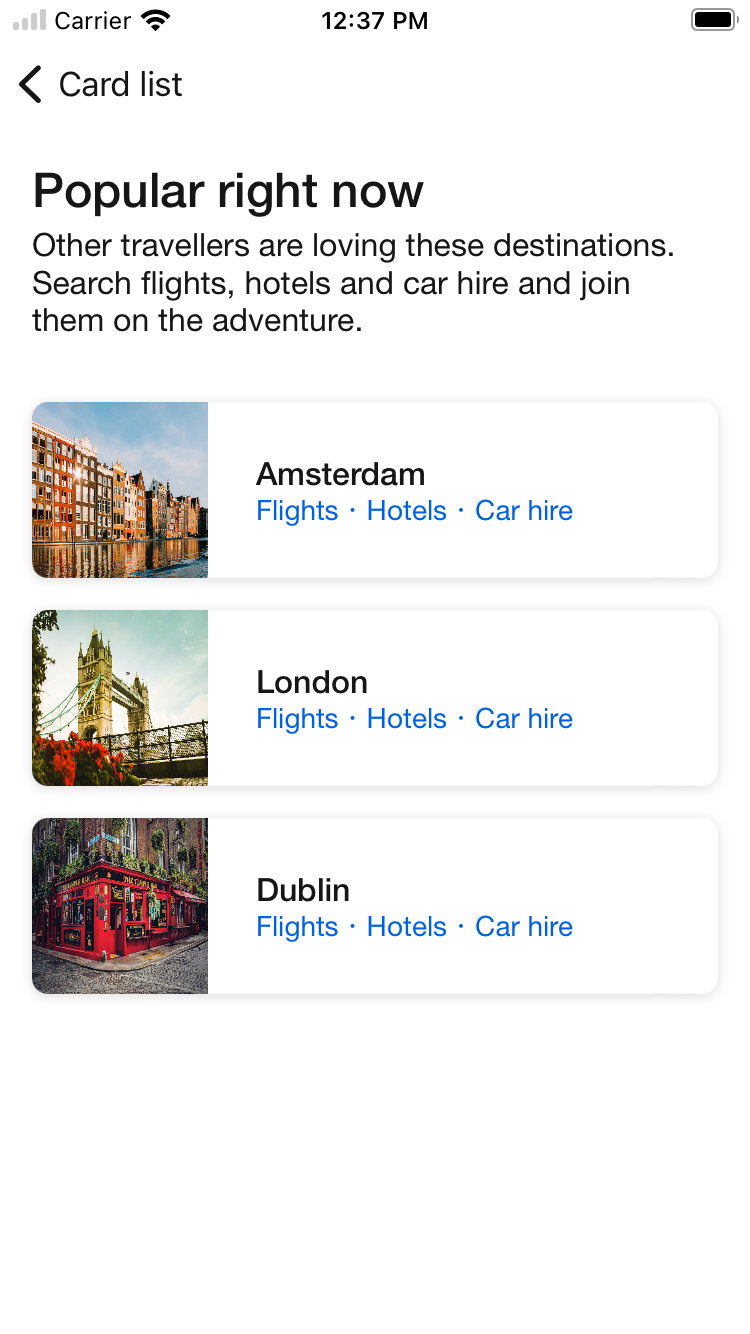 Carrier 12:37 PM
Card list
Popular right now
Other travellers are loving these destinations.
Search flights, hotels and car hire and join
them on the adventure.
Amsterdam
Flights · Hotels · Car hire
London
Flights · Hotels · Car hire
Dublin
Flights · Hotels · Car hire